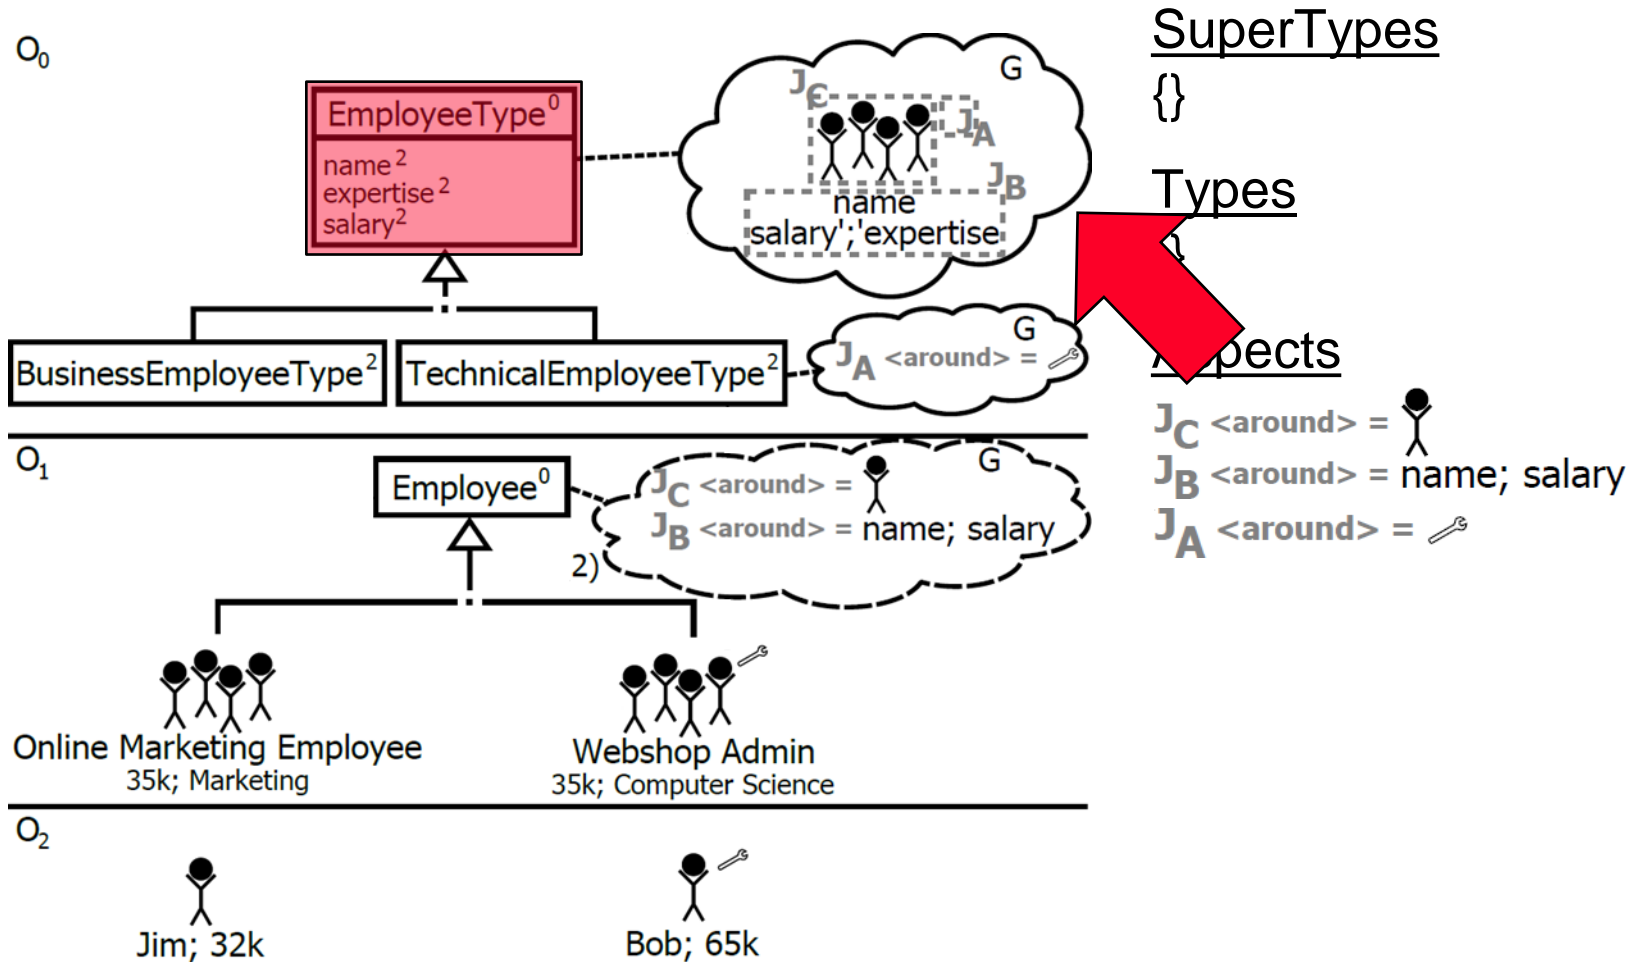 O0
EmployeeType0
name2
expertise2
salary2
G
JC
JA
JB
name
salary';'expertise
BusinessEmployeeType2
TechnicalEmployeeType2
G
JA <around> =
O1
Employee0
G
JC <around> =
JB <around> = name; salary
2)
Online Marketing Employee
35k; Marketing
Webshop Admin
35k; Computer Science
O2
Jim; 32k
Bob; 65k
SuperTypes
{}
Types
}
pects
JC <around> =
JB <around> = name; salary
JA <around> =